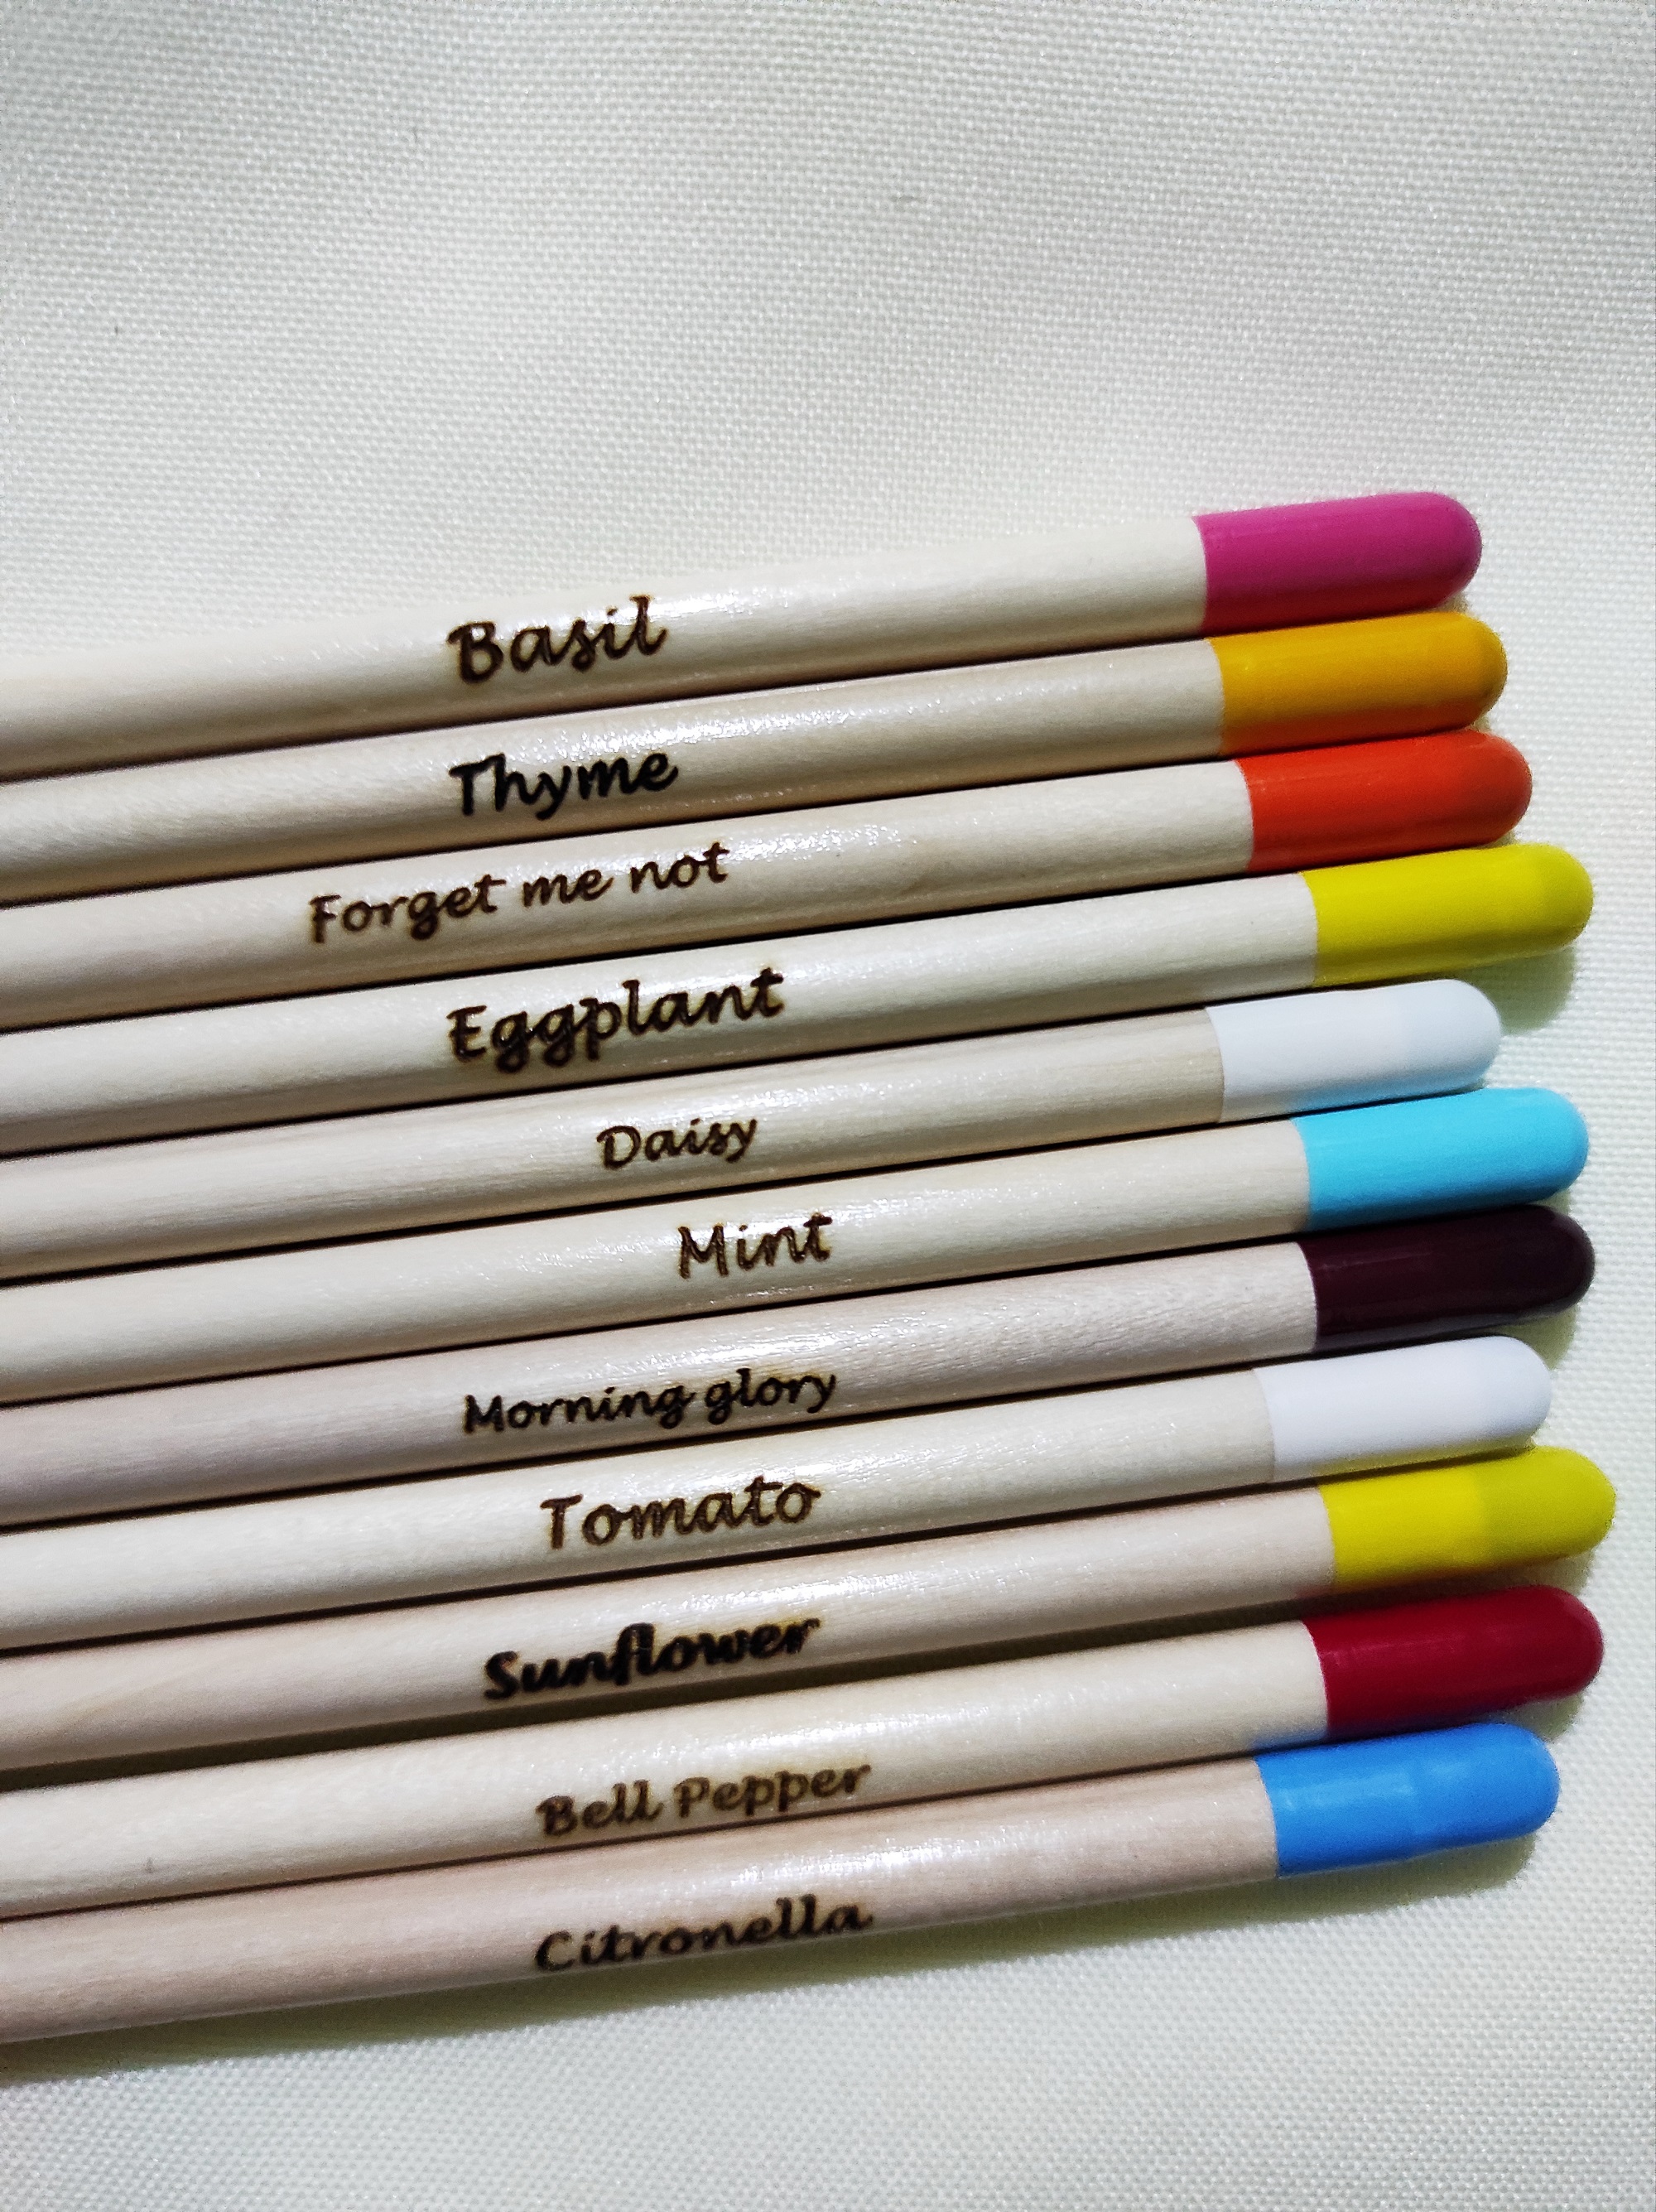 Basil
Thyme
Forget me not
Eggplant
Daisy
Mint
Morning glory
Tomato
Sunflower
Bell Pepper
Citronella